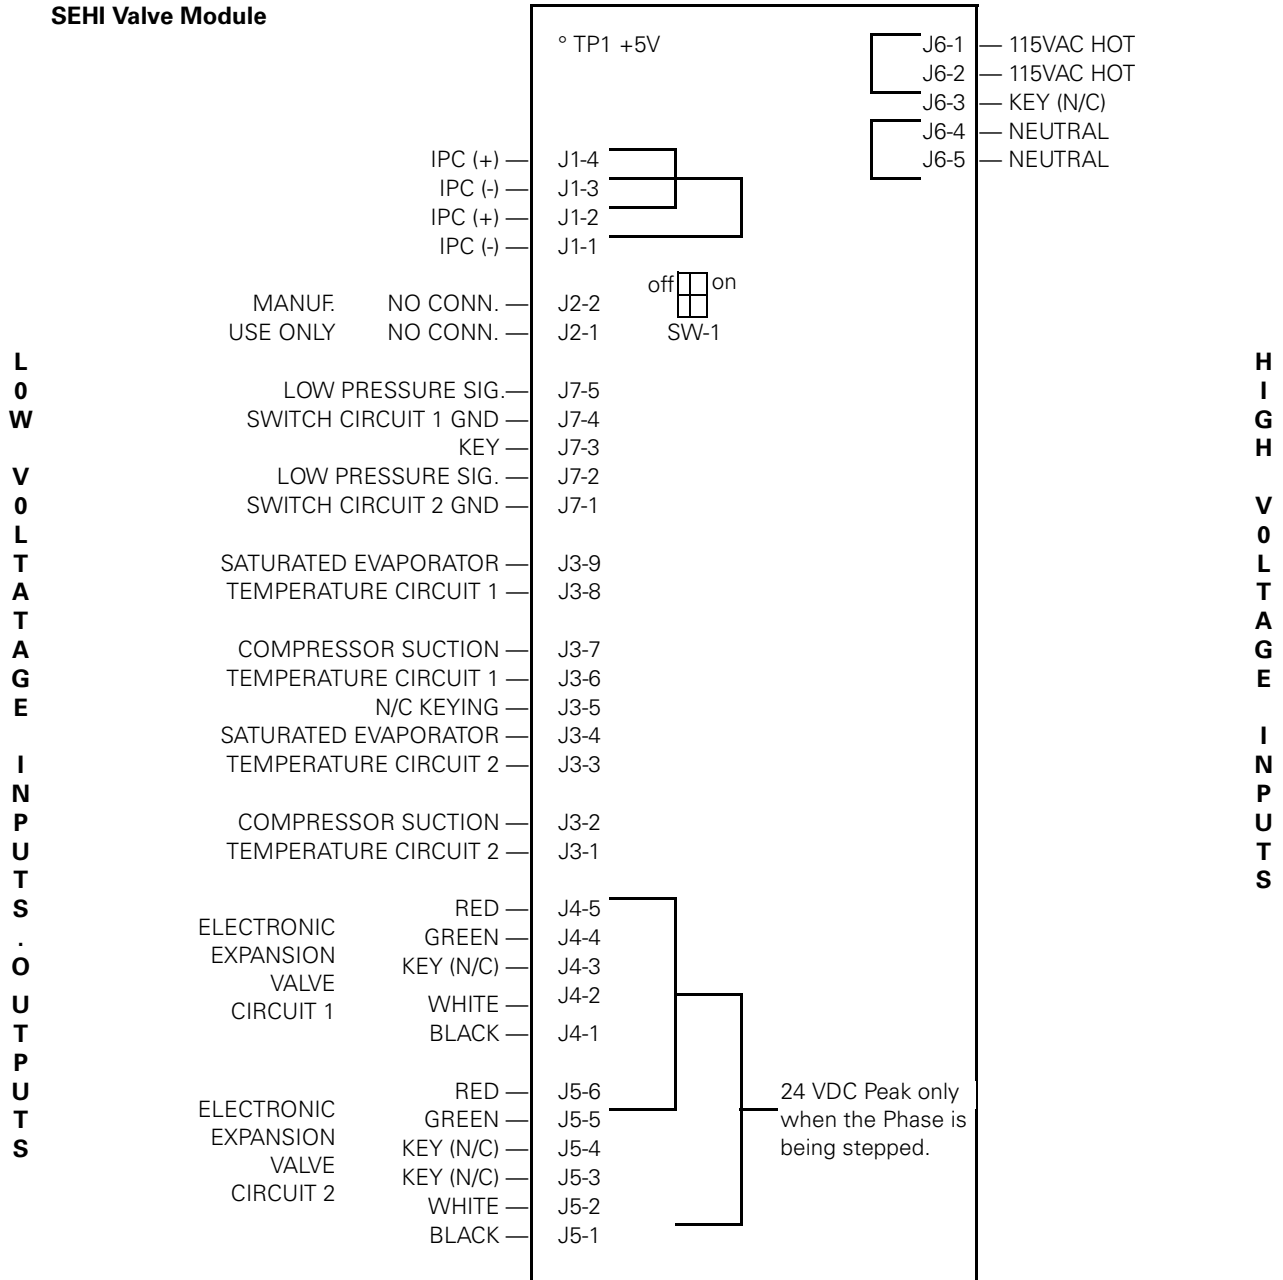 SEHI Valve Module
° TP1 +5V
J6-1 — 115VAC HOT
J6-2 — 115VAC HOT
J6-3 — KEY (N/C)
J6-4 — NEUTRAL
J6-5 — NEUTRAL
IPC (+) — J1-4
IPC (-) — J1-3
IPC (+) — J1-2
IPC (-) — J1-1
off on
SW-1
MANUF. NO CONN. — J2-2
USE ONLY NO CONN. — J2-1
LOW PRESSURE SIG.— J7-5
SWITCH CIRCUIT 1 GND — J7-4
KEY — J7-3
LOW PRESSURE SIG. — J7-2
SWITCH CIRCUIT 2 GND — J7-1
SATURATED EVAPORATOR — J3-9
TEMPERATURE CIRCUIT 1 — J3-8
COMPRESSOR SUCTION — J3-7
TEMPERATURE CIRCUIT 1 — J3-6
N/C KEYING — J3-5
SATURATED EVAPORATOR — J3-4
TEMPERATURE CIRCUIT 2 — J3-3
COMPRESSOR SUCTION — J3-2
TEMPERATURE CIRCUIT 2 — J3-1
ELECTRONIC
EXPANSION
VALVE
CIRCUIT 1
RED — J4-5
GREEN — J4-4
KEY (N/C) — J4-3
WHITE — J4-2
BLACK — J4-1
ELECTRONIC
EXPANSION
VALVE
CIRCUIT 2
RED — J5-6
GREEN — J5-5
KEY (N/C) — J5-4
KEY (N/C) — J5-3
WHITE — J5-2
BLACK — J5-1
24 VDC Peak only
when the Phase is
being stepped.
L0W V0LTATAGE INPUTS.OUTPUTS
HIGH V0LTAGE INPUTS